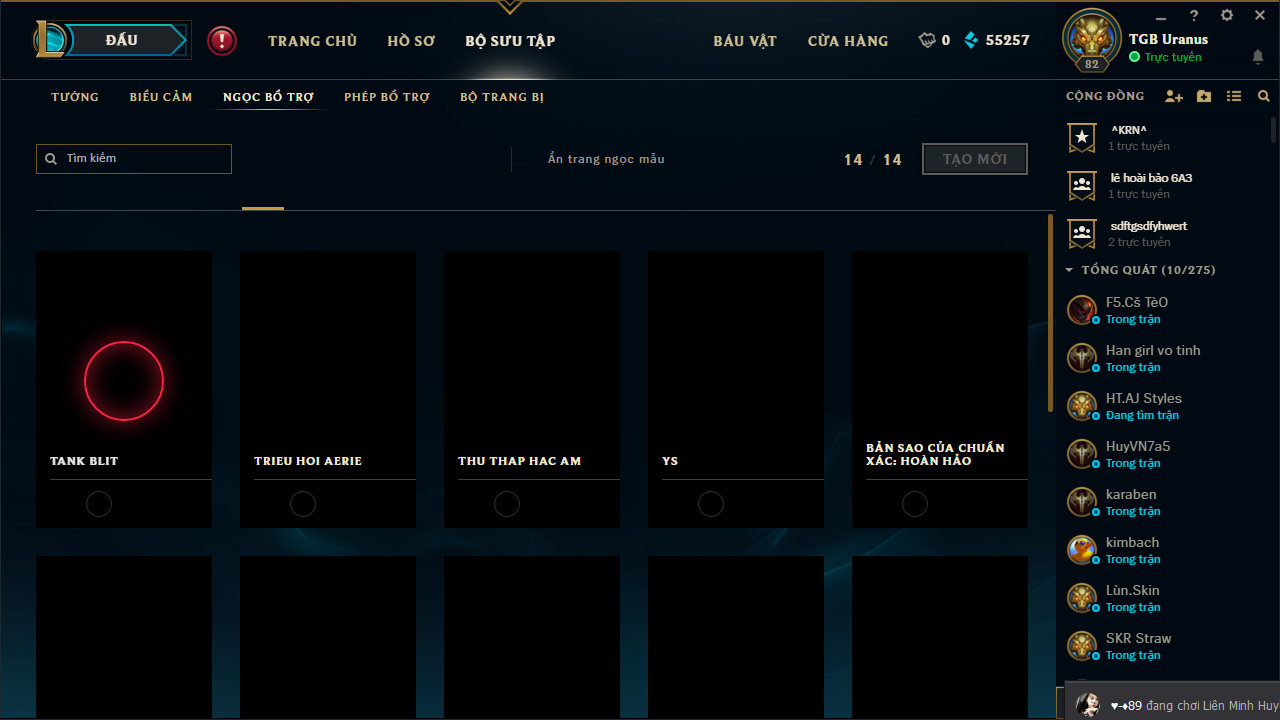 ĐẤU
TRANG CHỦ
HỒ SƠ
BỘ SƯU TẬP
BÁU VẬT
CỬA HÀNG
0
55257
82
TGB Uranus
Trực tuyến
TƯỚNG
BIỂU CẢM
NGỌC BỔ TRỢ
PHÉP BỔ TRỢ
BỘ TRANG BỊ
CỘNG ĐỒNG
Tìm kiếm
Ẩn trang ngọc mẫu
14 / 14
TẠO MỚI
^KRN^
1 trực tuyến
lê hoài bảo 6A3
1 trực tuyến
sdftgsdfyhwert
2 trực tuyến
TỔNG QUÁT (10/275)
F5.Cš TèO
Trong trận
Han girl vo tinh
Trong trận
HT.AJ Styles
Đang tìm trận
HuyVN7a5
Trong trận
karaben
Trong trận
kimbach
Trong trận
Lùn.Skin
Trong trận
SKR Straw
Trong trận
TANK BLIT
TRIEU HOI AERIE
THU THAP HAC AM
YS
BẢN SAO CỦA CHUẨN
XÁC: HOÀN HẢO
♥-♦89 đang chơi Liên Minh Huy